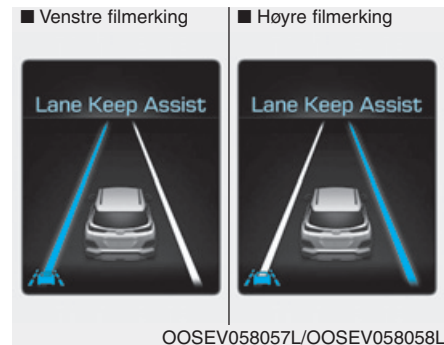 ■ Venstre filmerking
■ Høyre filmerking
Lane Keep Assist
Lane Keep Assist
OOSEV058057L/OOSEV058058L